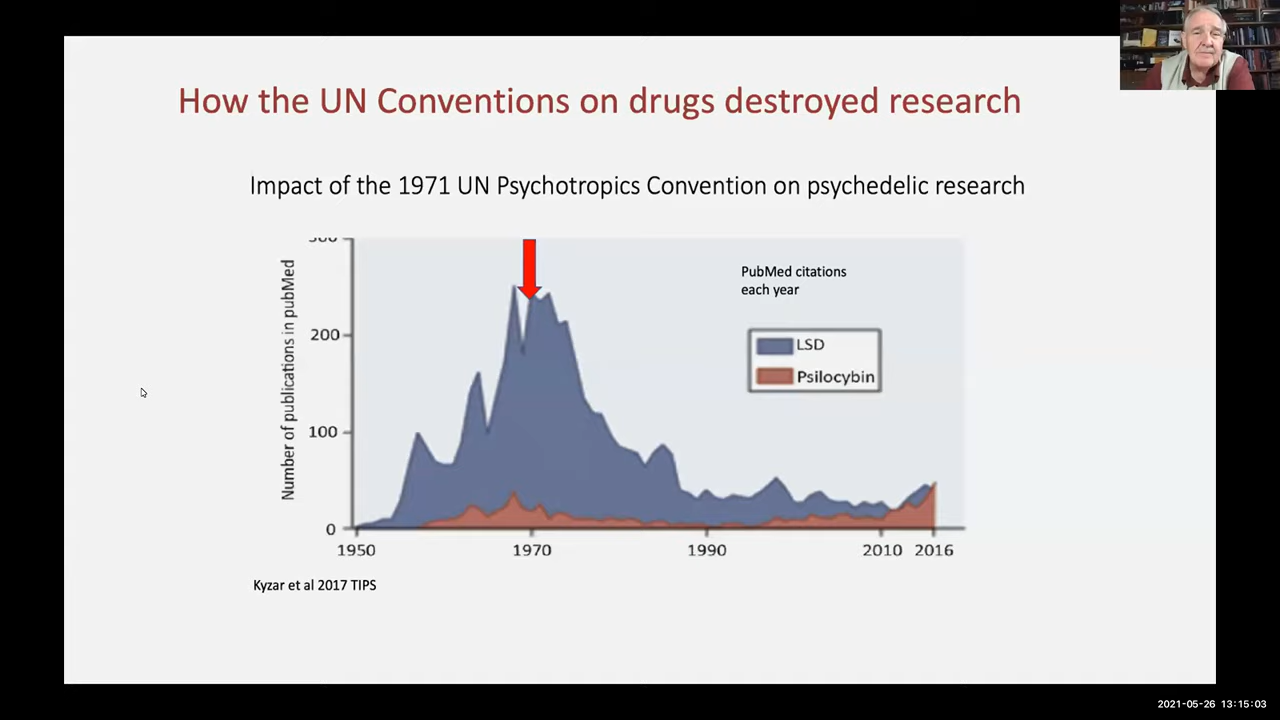 How the UN Conventions on drugs destroyed research
Impact of the 1971 UN Psychotropics Convention on psychedelic research
300
PubMed citations
each year
Number of publications in pubMed
200
LSD
Psilocybin
100
0
1950
1970
1990
2010
2016
Kyzar et al 2017 TIPS
2021-05-26 13:15:03